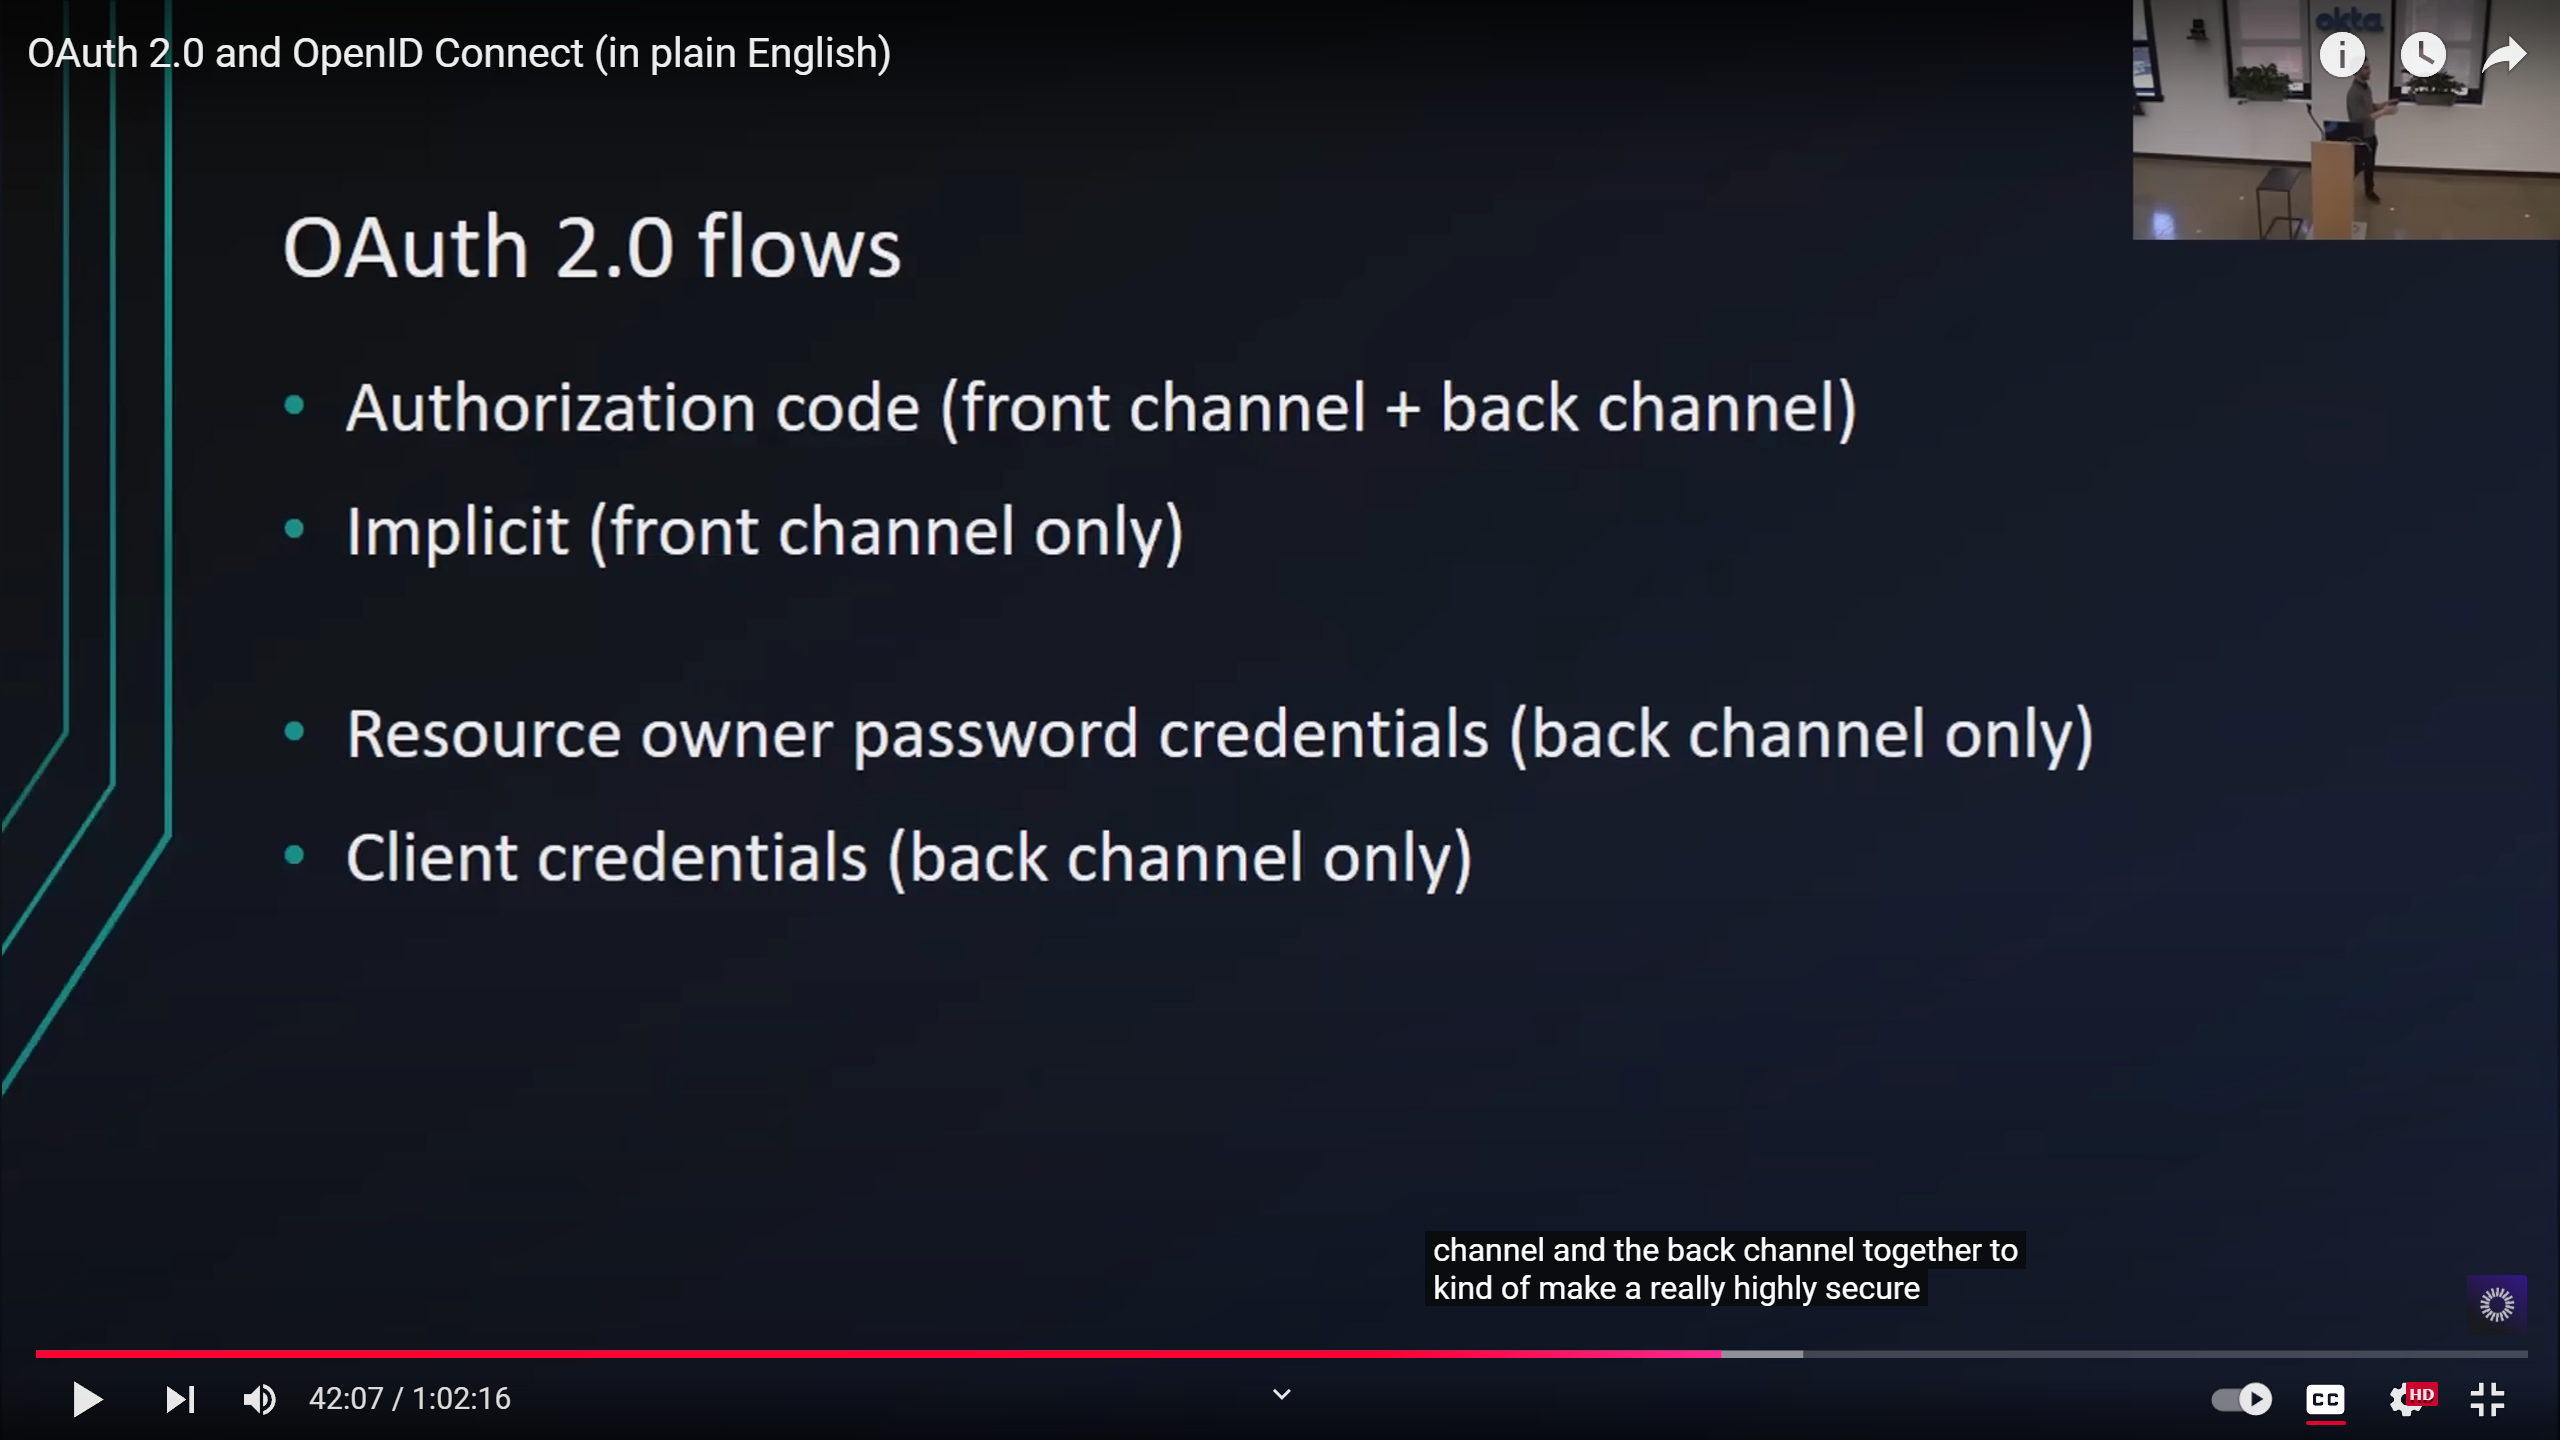 OAuth 2.0 and OpenID Connect (in plain English)
okta
OAuth 2.0 flows
• Authorization code (front channel + back channel)
• Implicit (front channel only)
• Resource owner password credentials (back channel only)
• Client credentials (back channel only)
channel and the back channel together to
kind of make a really highly secure
42:07 / 1:02:16
CC
HD